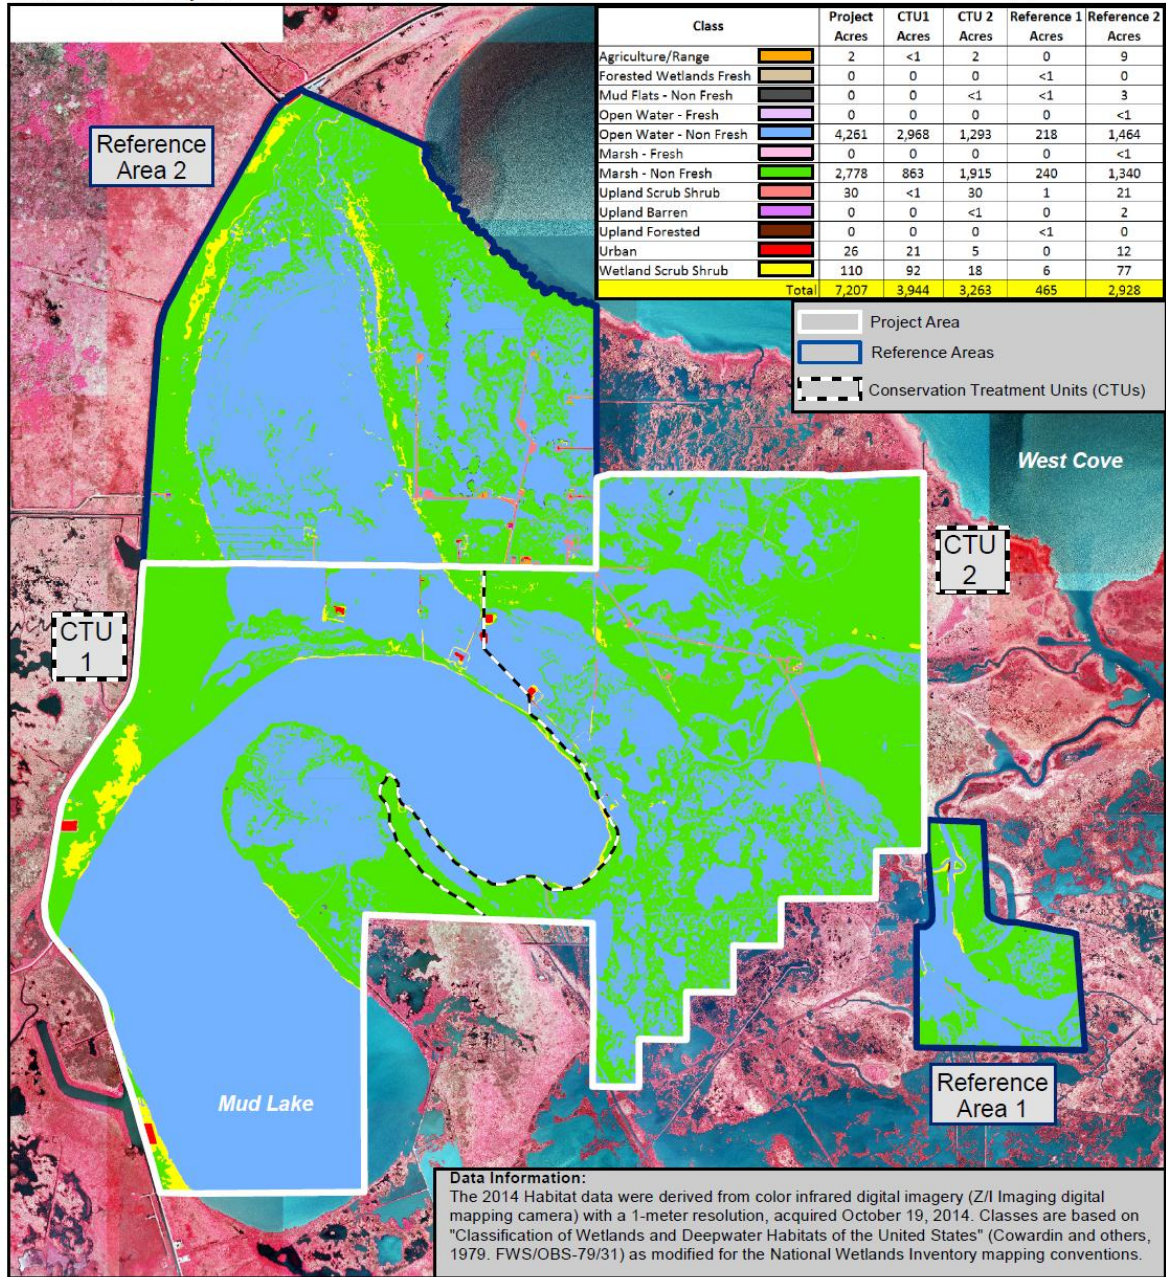 Class Project Acres CTU1 Acres CTU 2 Acres Reference 1 Acres Reference 2 Acres
Agriculture/Range 2 <1 2 0 9
Forested Wetlands Fresh 0 0 0 <1 0
Mud Flats - Non Fresh 0 0 <1 <1 3
Open Water - Fresh 0 0 0 0 <1
Open Water - Non Fresh 4,261 2,968 1,293 218 1,464
Marsh - Fresh 0 0 0 0 <1
Marsh - Non Fresh 2,778 863 1,915 240 1,340
Upland Scrub Shrub 30 <1 30 1 21
Upland Barren 0 0 <1 0 2
Upland Forested 0 0 0 <1 0
Urban 26 21 5 0 12
Wetland Scrub Shrub 110 92 18 6 77
Total 7,207 3,944 3,263 465 2,928
Project Area
Reference Areas
Conservation Treatment Units (CTUs)
Reference
Area 2
West Cove
CTU
2
CTU
1
Mud Lake
Reference
Area 1
Data Information:
The 2014 Habitat data were derived from color infrared digital imagery (Z/I Imaging digital
mapping camera) with a 1-meter resolution, acquired October 19, 2014. Classes are based on
"Classification of Wetlands and Deepwater Habitats of the United States" (Cowardin and others,
1979. FWS/OBS-79/31) as modified for the National Wetlands Inventory mapping conventions.